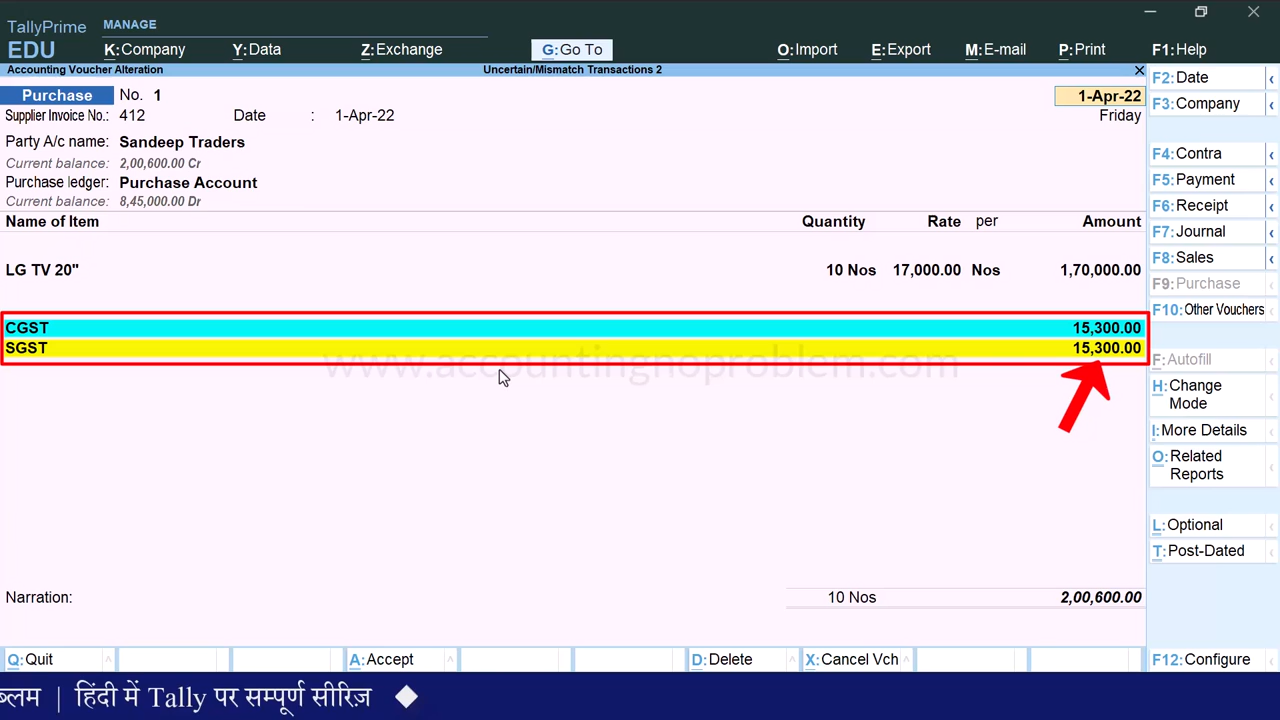 TallyPrime MANAGE
EDU K:Company Y:Data Z:Exchange G:Go To O:Import E:Export M:E-mail P:Print F1:Help
Accounting Voucher Alteration Uncertain/Mismatch Transactions 2
Purchase No. 1 1-Apr-22
Supplier Invoice No.: 412 Date : 1-Apr-22 Friday
Party A/c name: Sandeep Traders
Current balance: 2,00,600.00 Cr
Purchase ledger: Purchase Account
Current balance: 8,45,000.00 Dr
Name of Item Quantity Rate per Amount
LG TV 20" 10 Nos 17,000.00 Nos 1,70,000.00
CGST 15,300.00
SGST 15,300.00
www.accountingnoproblem.com
Narration: 10 Nos 2,00,600.00
Q:Quit A:Accept D:Delete X:Cancel Vch
F2:Date
F3:Company
F4:Contra
F5:Payment
F6:Receipt
F7:Journal
F8:Sales
F9:Purchase
F10:Other Vouchers
F:Autofill
H:Change
Mode
I:More Details
O:Related
Reports
L:Optional
T:Post-Dated
F12:Configure
ब्लम | हिंदी में Tally पर सम्पूर्ण सीरिज़ ◆